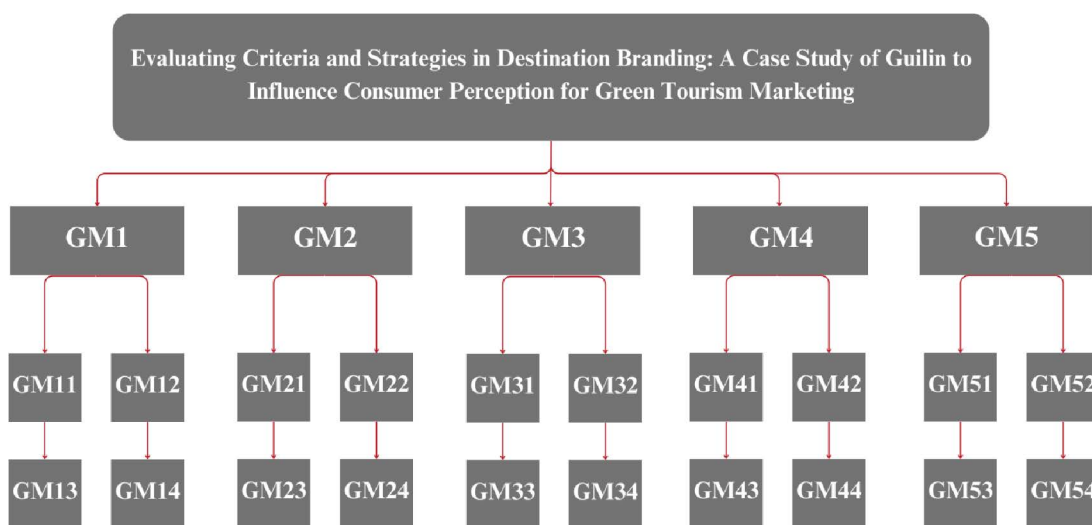 Evaluating Criteria and Strategies in Destination Branding: A Case Study of Guilin to
Influence Consumer Perception for Green Tourism Marketing
GM1 GM2 GM3 GM4 GM5
GM11 GM12 GM21 GM22 GM31 GM32 GM41 GM42 GM51 GM52
GM13 GM14 GM23 GM24 GM33 GM34 GM43 GM44 GM53 GM54